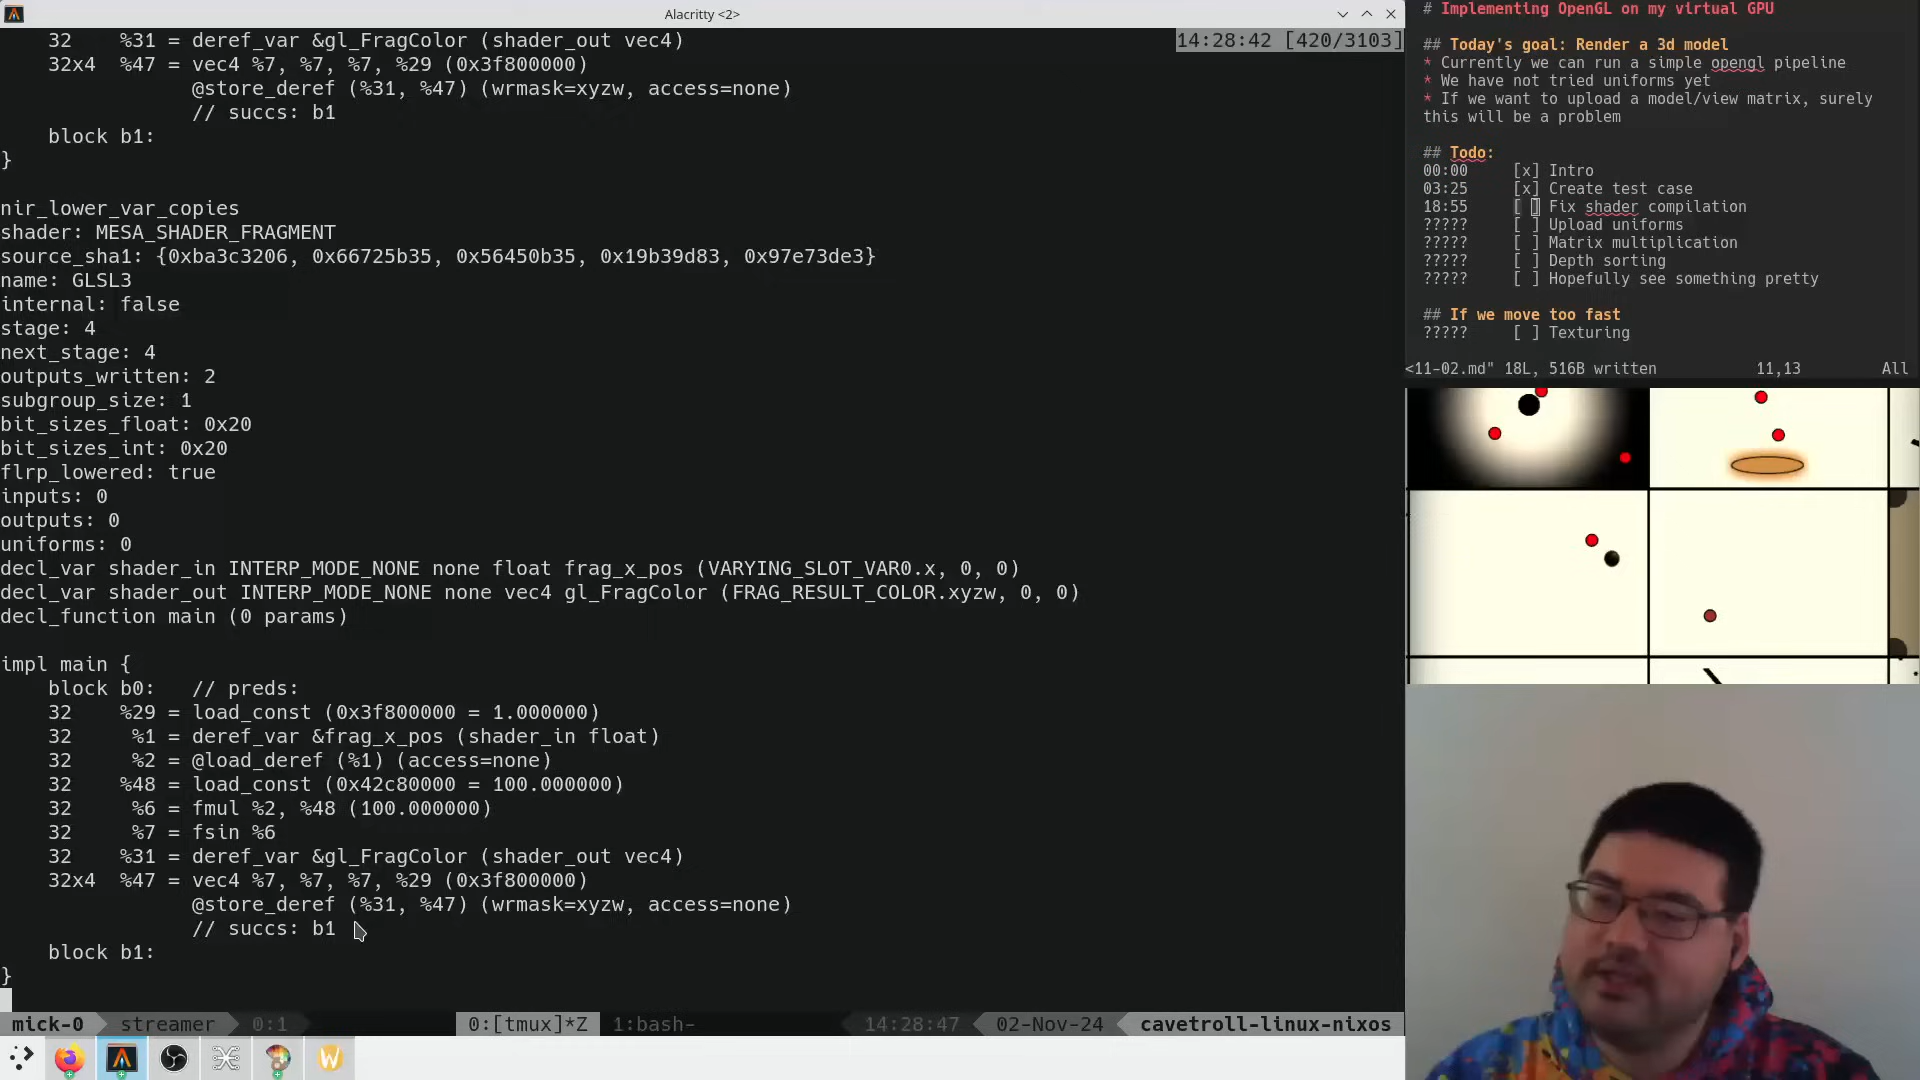 Alacritty <2>
    32     %31 = deref_var &gl_FragColor (shader_out vec4)
14:28:42 [420/3103]
    32x4  %47 = vec4 %7, %7, %7, %29 (0x3f800000)
                @store_deref (%31, %47) (wrmask=xyzw, access=none)
                // succs: b1
    block b1:
}
nir_lower_var_copies
shader: MESA_SHADER_FRAGMENT
source_sha1: {0xba3c3206, 0x66725b35, 0x56450b35, 0x19b39d83, 0x97e73de3}
name: GLSL3
internal: false
stage: 4
next_stage: 4
outputs_written: 2
subgroup_size: 1
bit_sizes_float: 0x20
bit_sizes_int: 0x20
flrp_lowered: true
inputs: 0
outputs: 0
uniforms: 0
decl_var shader_in INTERP_MODE_NONE none float frag_x_pos (VARYING_SLOT_VAR0.x, 0, 0)
decl_var shader_out INTERP_MODE_NONE none vec4 gl_FragColor (FRAG_RESULT_COLOR.xyzw, 0, 0)
decl_function main (0 params)
impl main {
    block b0:   // preds:
    32    %29 = load_const (0x3f800000 = 1.000000)
    32     %1 = deref_var &frag_x_pos (shader_in float)
    32     %2 = @load_deref (%1) (access=none)
    32    %48 = load_const (0x42c80000 = 100.000000)
    32     %6 = fmul %2, %48 (100.000000)
    32     %7 = fsin %6
    32    %31 = deref_var &gl_FragColor (shader_out vec4)
    32x4  %47 = vec4 %7, %7, %7, %29 (0x3f800000)
                @store_deref (%31, %47) (wrmask=xyzw, access=none)
                // succs: b1
    block b1:
}
mick-0 streamer 0:1 0:[tmux]*Z 1:bash- 14:28:47 02-Nov-24 cavetroll-linux-nixos
# Implementing OpenGL on my virtual GPU
## Today's goal: Render a 3d model
* Currently we can run a simple opengl pipeline
* We have not tried uniforms yet
* If we want to upload a model/view matrix, surely
this will be a problem
## Todo:
00:00     [x] Intro
03:25     [x] Create test case
18:55     [ ] Fix shader compilation
?????     [ ] Upload uniforms
?????     [ ] Matrix multiplication
?????     [ ] Depth sorting
?????     [ ] Hopefully see something pretty
## If we move too fast
?????     [ ] Texturing
<11-02.md" 18L, 516B written     11,13     All